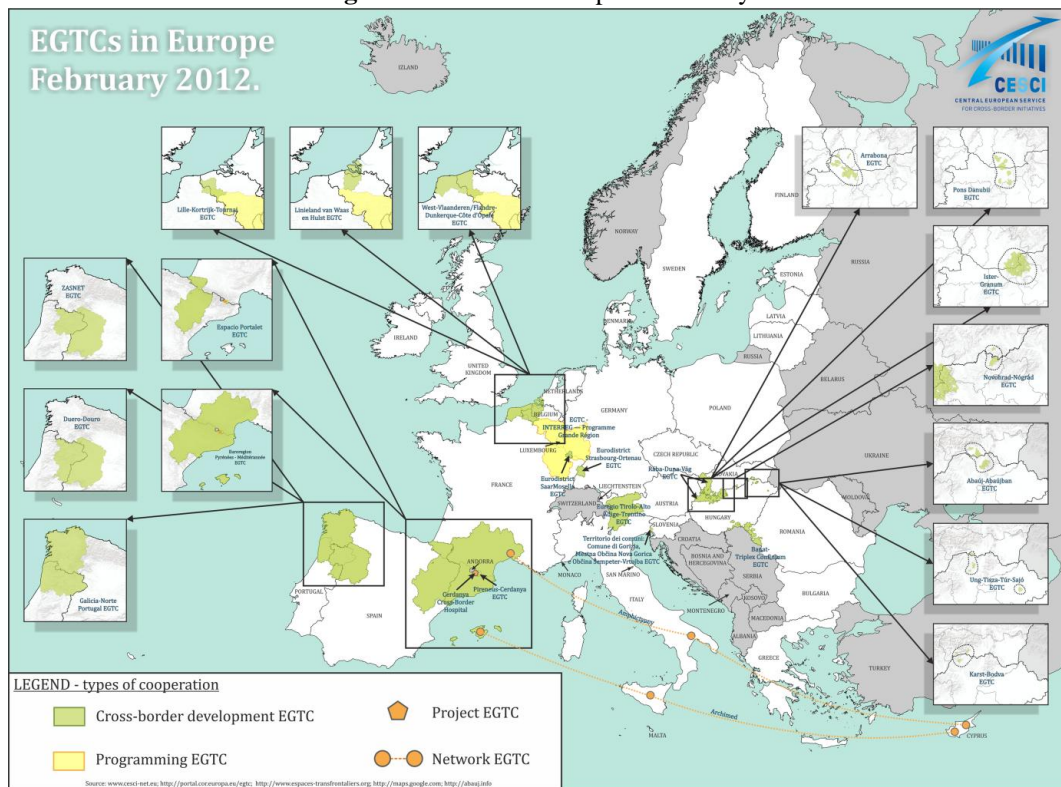 EGTCs in Europe
February 2012.
CESCI
CENTRAL EUROPEAN SERVICE
FOR CROSS-BORDER INITIATIVES
IZLAND
Lille-Kortrijk-Tournai
EGTC
Linieland van Waas
en Hulst EGTC
West-Vlaanderen/Flandre-
Dunkerque-Côte d'Opale
EGTC
Arrabona
EGTC
Pons Danubii
EGTC
ZASNET
EGTC
Espacio Portalet
EGTC
Ister-
Granum
EGTC
Duero-Douro
EGTC
Euroregion
Pyrénées - Méditerranée
EGTC
Novohrad-Nógrád
EGTC
Abaúj-Abaújban
EGTC
Galicia-Norte
Portugal EGTC
Ung-Tisza-Túr-Sajó
EGTC
Karst-Bodva
EGTC
FINLAND
NORWAY
SWEDEN
ESTONIA
RUSSIA
LATVIA
LITHUANIA
RUSSIA
DENMARK
IRELAND
UNITED
KINGDOM
BELARUS
NETHERLANDS
BELGIUM
GERMANY
POLAND
EGTC -
INTERREG — Programme
Grande Région
LUXEMBOURG
Eurodistrict
Strasbourg-Ortenau
EGTC
Eurodistrict
SaarMoselle
EGTC
CZECH REPUBLIC
Rába-Duna-Vág
EGTC
SLOVAKIA
UKRAINE
MOLDOVA
FRANCE
LIECHTENSTEIN
SWITZERLAND
AUSTRIA
HUNGARY
ROMANIA
Euregio Tirolo-Alto
Adige-Trentino
EGTC
SLOVENIA
CROATIA
Territorio dei comuni:
Comune di Gorizia,
Mestna Občina Nova Gorica
e Občina Šempeter-Vrtojba EGTC
Banat-
Triplex Confinium
EGTC
BOSNIA AND
HERCEGOVINA
SERBIA
MONACO
SAN MARINO
ITALY
MONTENEGRO
KOSOVO
BULGARIA
MACEDONIA
ALBANIA
GREECE
TURKEY
ANDORRA
Pireneus-Cerdanya
EGTC
Cerdanya
Cross-Border
Hospital
PORTUGAL
SPAIN
Amphictyony
Archimed
MALTA
CYPRUS
LEGEND - types of cooperation
Cross-border development EGTC
Project EGTC
Programming EGTC
Network EGTC
Source: www.cesci-net.eu; http://portal.cor.europa.eu/egtc; http://www.espaces-transfrontaliers.org; http://maps.google.com; http://abauj.info